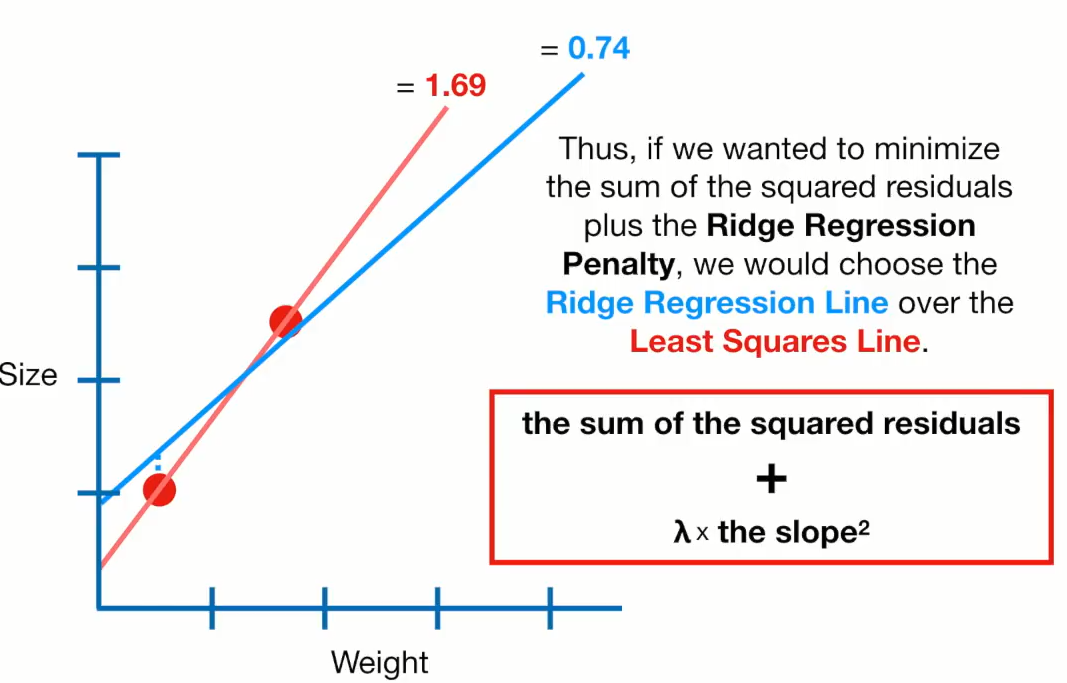 = 0.74
= 1.69
Thus, if we wanted to minimize
the sum of the squared residuals
plus the Ridge Regression
Penalty, we would choose the
Ridge Regression Line over the
Least Squares Line.
Size
the sum of the squared residuals
+
λ x the slope²
Weight